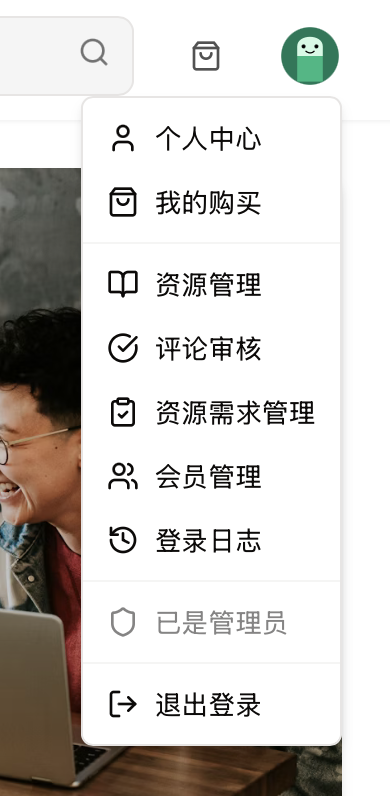 个人中心
我的购买
资源管理
评论审核
资源需求管理
会员管理
登录日志
已是管理员
退出登录